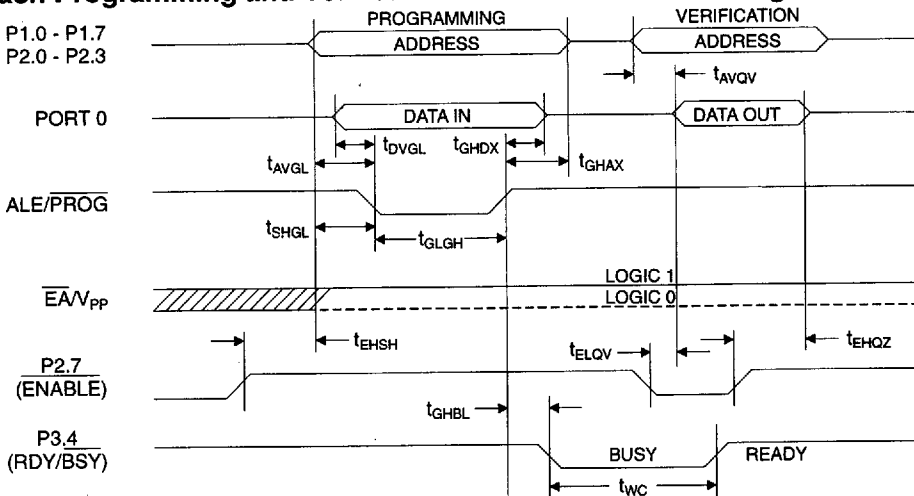 PROGRAMMING VERIFICATION
P1.0 - P1.7
P2.0 - P2.3
ADDRESS ADDRESS
tAVQV
PORT 0 DATA IN DATA OUT
tDVGL tGHDX
tAVGL tGHAX
ALE/PROG
tSHGL tGLGH
LOGIC 1
EA/VPP
LOGIC 0
tEHSH tELQV tEHQZ
P2.7
(ENABLE)
tGHBL
P3.4
(RDY/BSY)
BUSY READY
tWC